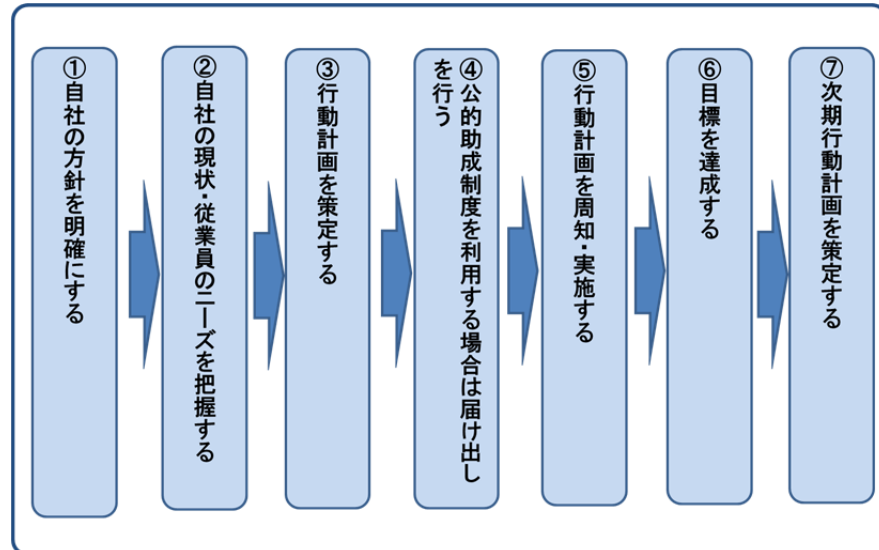 ①自社の方針を明確にする
②自社の現状・従業員のニーズを把握する
③行動計画を策定する
④公的助成制度を利用する場合は届け出し
を行う
⑤行動計画を周知・実施する
⑥目標を達成する
⑦次期行動計画を策定する